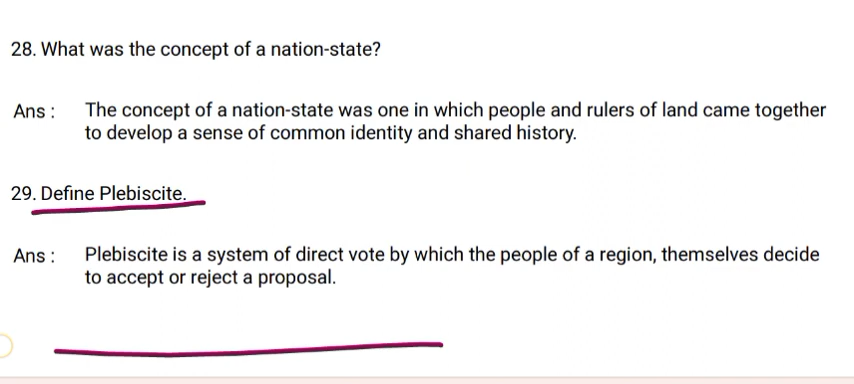 28. What was the concept of a nation-state?
Ans : The concept of a nation-state was one in which people and rulers of land came together
to develop a sense of common identity and shared history.
29. Define Plebiscite.
Ans : Plebiscite is a system of direct vote by which the people of a region, themselves decide
to accept or reject a proposal.